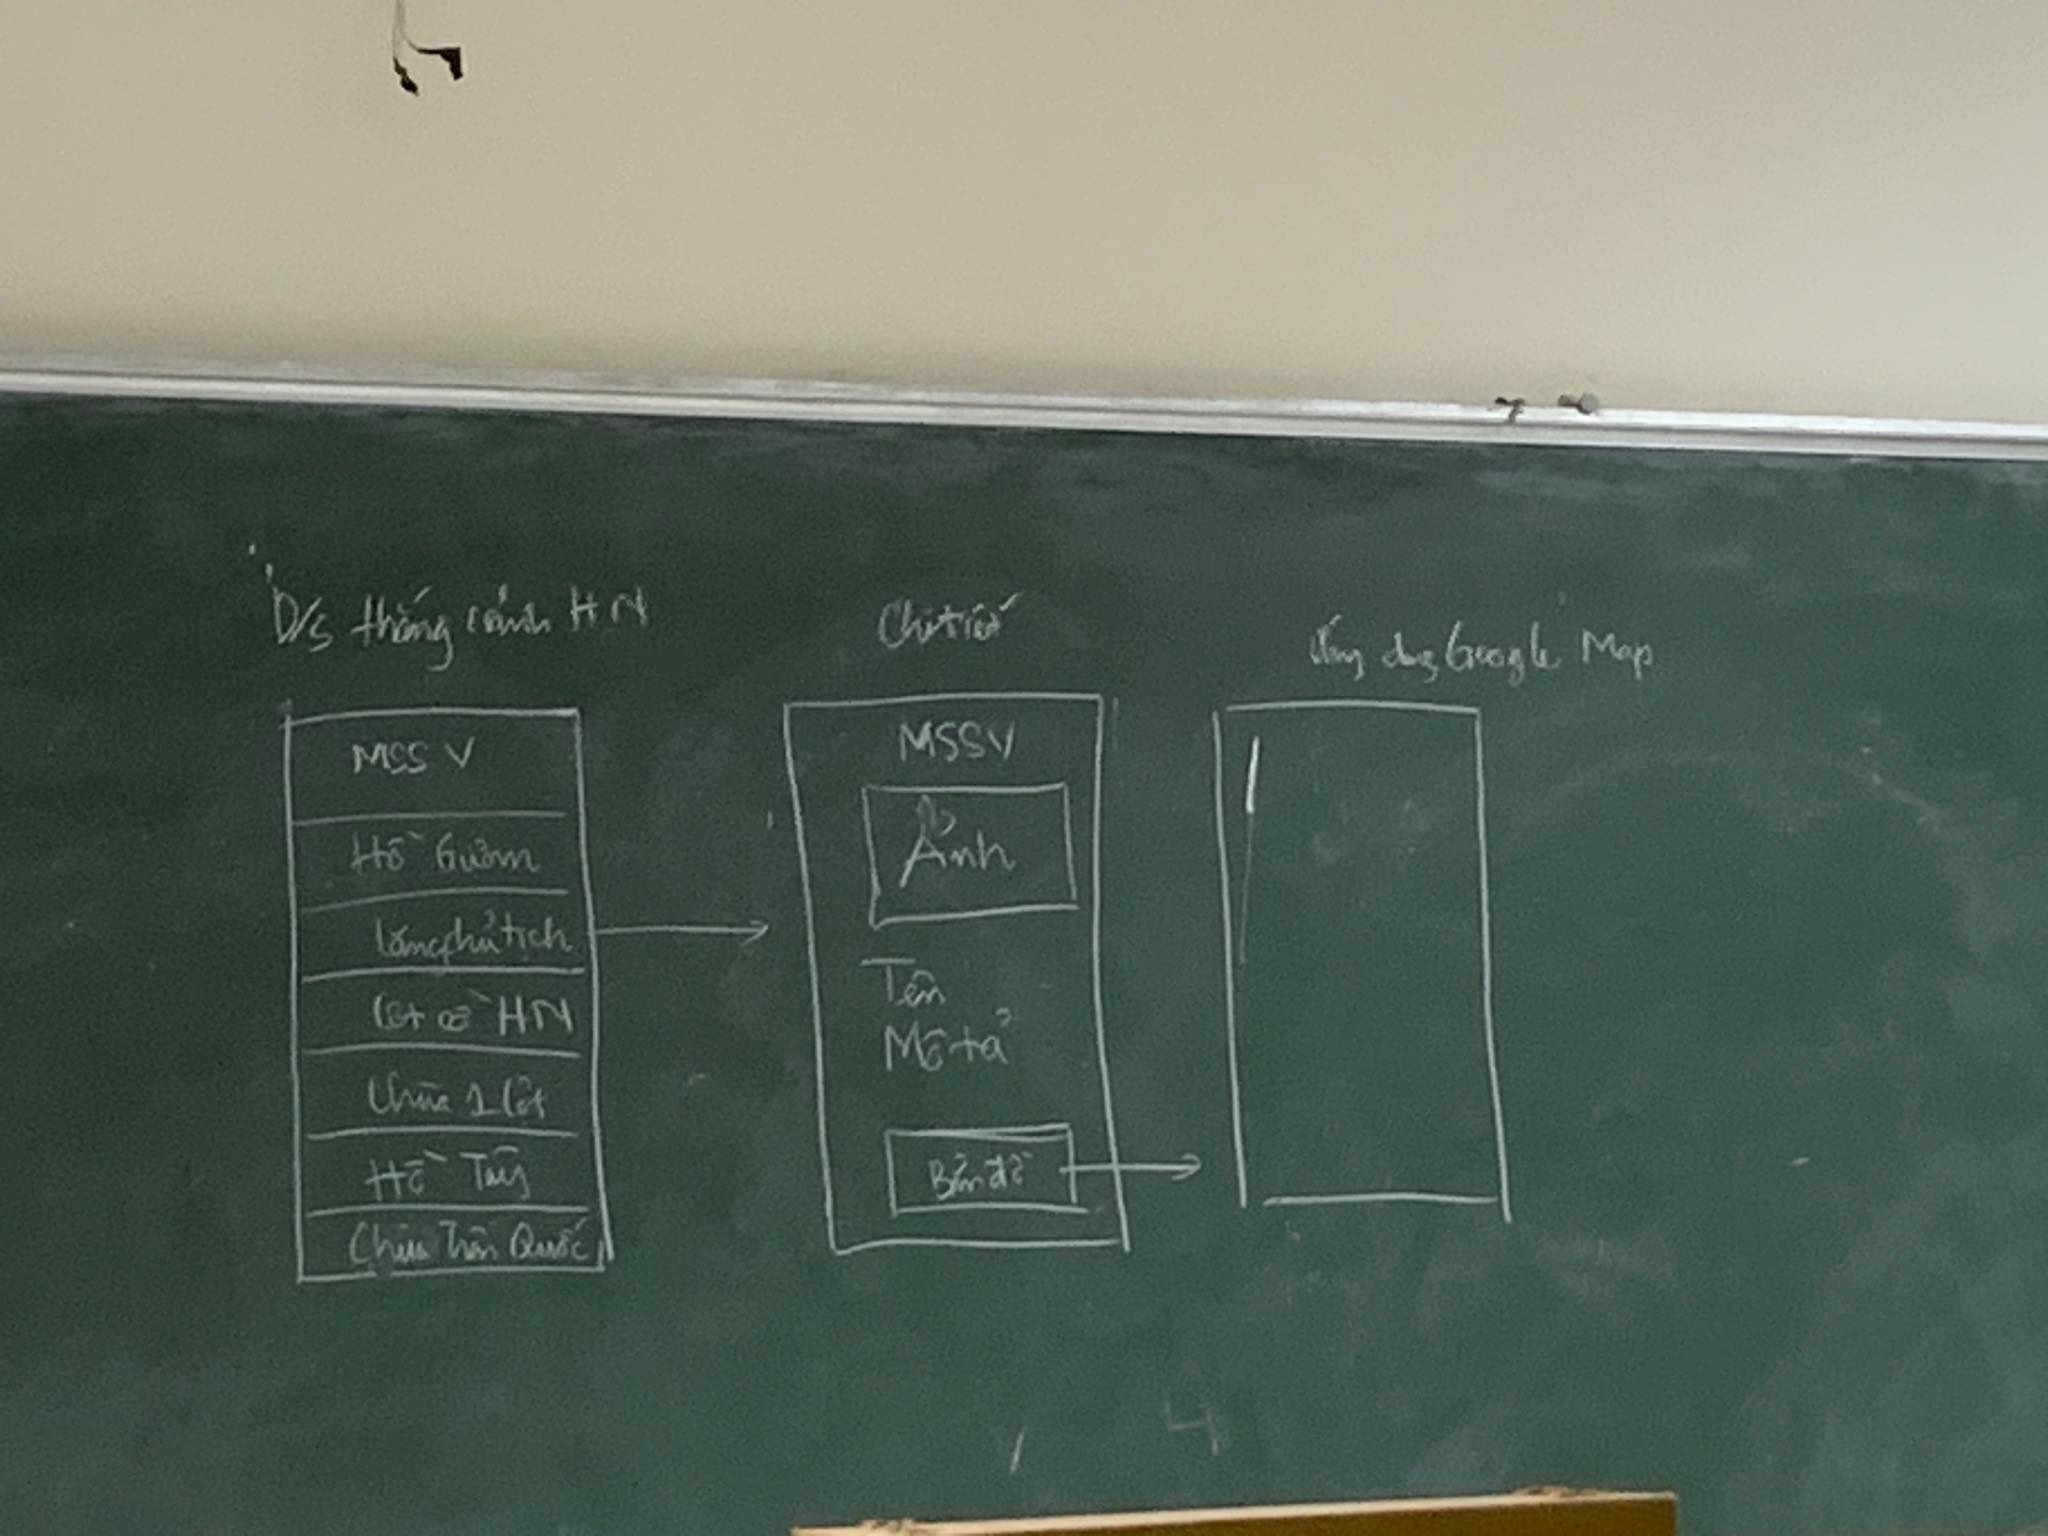 D/s thắng cảnh HN
MSSV
Hồ Gươm
Lăng chủ tịch
Cột cờ HN
Chùa 1 Cột
Hồ Tây
Chùa Trấn Quốc
Chi tiết
MSSV
Ảnh
Tên
Mô tả
Bản đồ
Ứng dụng Google Map
4